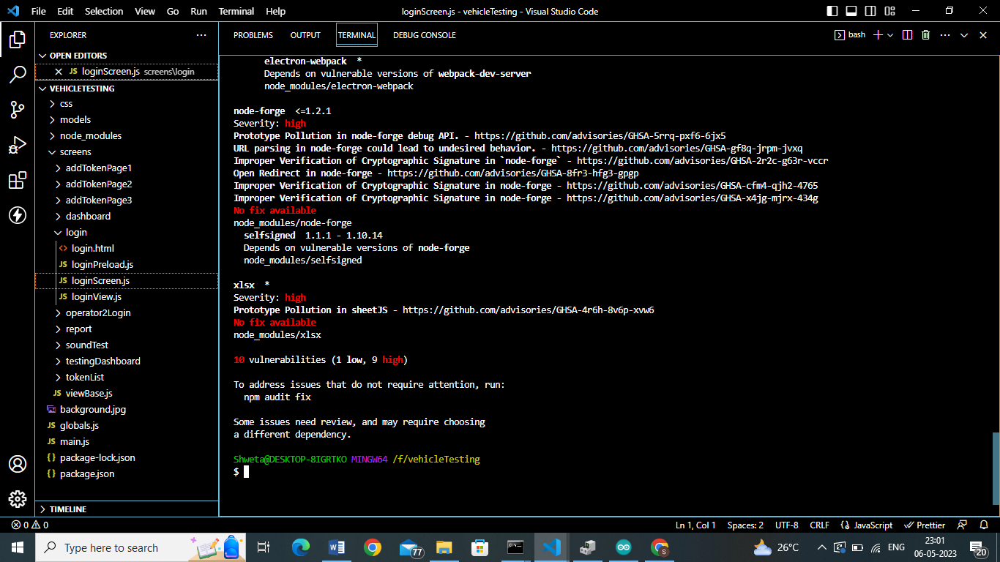 File Edit Selection View Go Run Terminal Help
loginScreen.js - vehicleTesting - Visual Studio Code
EXPLORER
OPEN EDITORS
JS loginScreen.js screens\login
VEHICLETESTING
css
models
node_modules
screens
addTokenPage1
addTokenPage2
addTokenPage3
dashboard
login
<> login.html
JS loginPreload.js
JS loginScreen.js
JS loginView.js
operator2Login
report
soundTest
testingDashboard
tokenList
JS viewBase.js
background.jpg
JS globals.js
JS main.js
{} package-lock.json
{} package.json
TIMELINE
PROBLEMS OUTPUT TERMINAL DEBUG CONSOLE
bash
electron-webpack *
Depends on vulnerable versions of webpack-dev-server
node_modules/electron-webpack
node-forge <=1.2.1
Severity: high
Prototype Pollution in node-forge debug API. - https://github.com/advisories/GHSA-5rrq-pxf6-6jx5
URL parsing in node-forge could lead to undesired behavior. - https://github.com/advisories/GHSA-gf8q-jrpm-jvxq
Improper Verification of Cryptographic Signature in `node-forge` - https://github.com/advisories/GHSA-2r2c-g63r-vccr
Open Redirect in node-forge - https://github.com/advisories/GHSA-8fr3-hfg3-gpgp
Improper Verification of Cryptographic Signature in node-forge - https://github.com/advisories/GHSA-cfm4-qjh2-4765
Improper Verification of Cryptographic Signature in node-forge - https://github.com/advisories/GHSA-x4jg-mjrx-434g
No fix available
node_modules/node-forge
selfsigned 1.1.1 - 1.10.14
Depends on vulnerable versions of node-forge
node_modules/selfsigned
xlsx *
Severity: high
Prototype Pollution in sheetJS - https://github.com/advisories/GHSA-4r6h-8v6p-xvw6
No fix available
node_modules/xlsx
10 vulnerabilities (1 low, 9 high)
To address issues that do not require attention, run:
npm audit fix
Some issues need review, and may require choosing
a different dependency.
Shweta@DESKTOP-8IGRTKO MINGW64 /f/vehicleTesting
$
0 0
Ln 1, Col 1 Spaces: 2 UTF-8 CRLF JavaScript Prettier
Type here to search
77
26°C
ENG
23:01
06-05-2023
20